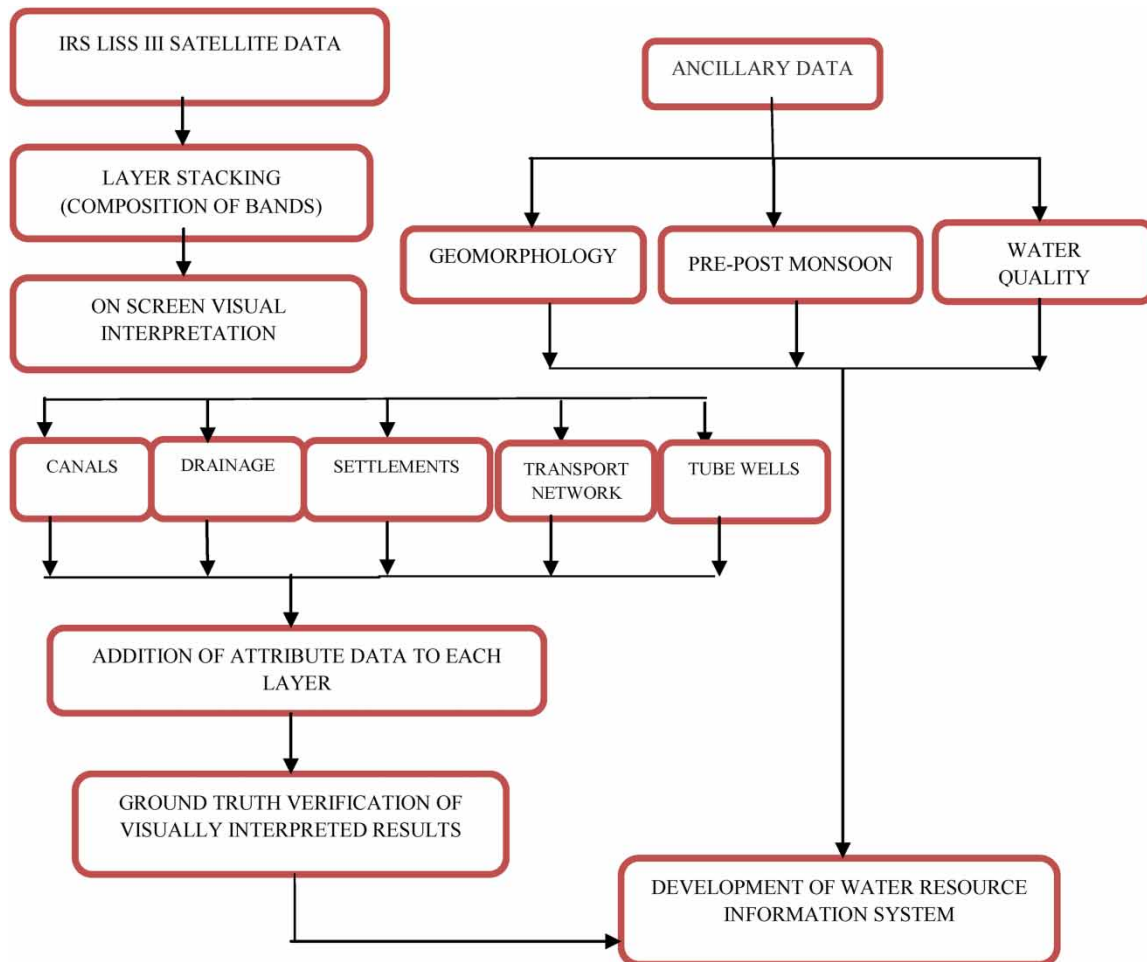 IRS LISS III SATELLITE DATA
ANCILLARY DATA
LAYER STACKING
(COMPOSITION OF BANDS)
GEOMORPHOLOGY
PRE-POST MONSOON
WATER
QUALITY
ON SCREEN VISUAL
INTERPRETATION
CANALS
DRAINAGE
SETTLEMENTS
TRANSPORT
NETWORK
TUBE WELLS
ADDITION OF ATTRIBUTE DATA TO EACH
LAYER
GROUND TRUTH VERIFICATION OF
VISUALLY INTERPRETED RESULTS
DEVELOPMENT OF WATER RESOURCE
INFORMATION SYSTEM